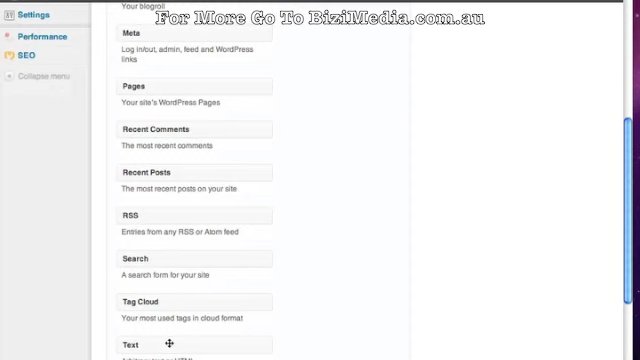 Your blogroll
For More Go To BiziMedia.com.au
Settings
Performance
SEO
Collapse menu
Meta
Log in/out, admin, feed and WordPress
links
Pages
Your site's WordPress Pages
Recent Comments
The most recent comments
Recent Posts
The most recent posts on your site
RSS
Entries from any RSS or Atom feed
Search
A search form for your site
Tag Cloud
Your most used tags in cloud format
Text